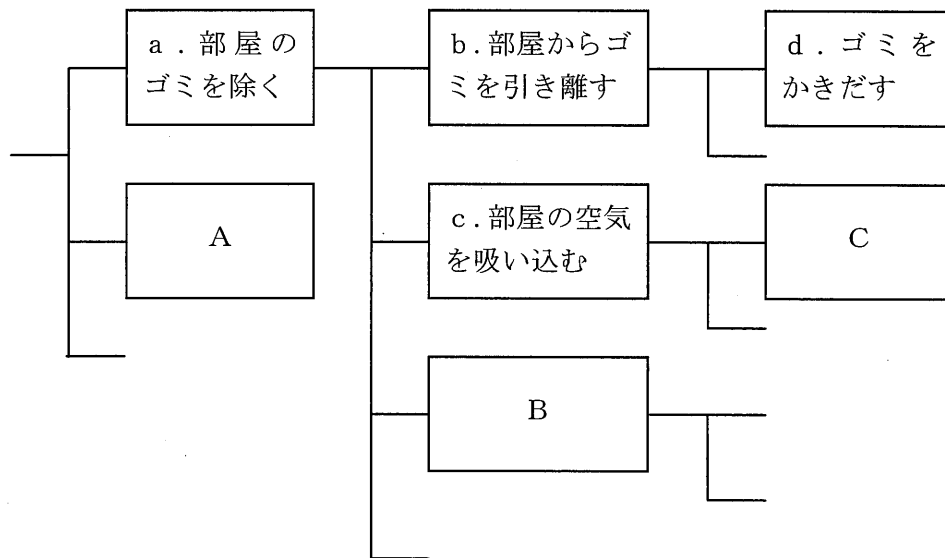 a．部屋の
ゴミを除く
b．部屋からゴ
ミを引き離す
d．ゴミを
かきだす
A
c．部屋の空気
を吸い込む
C
B